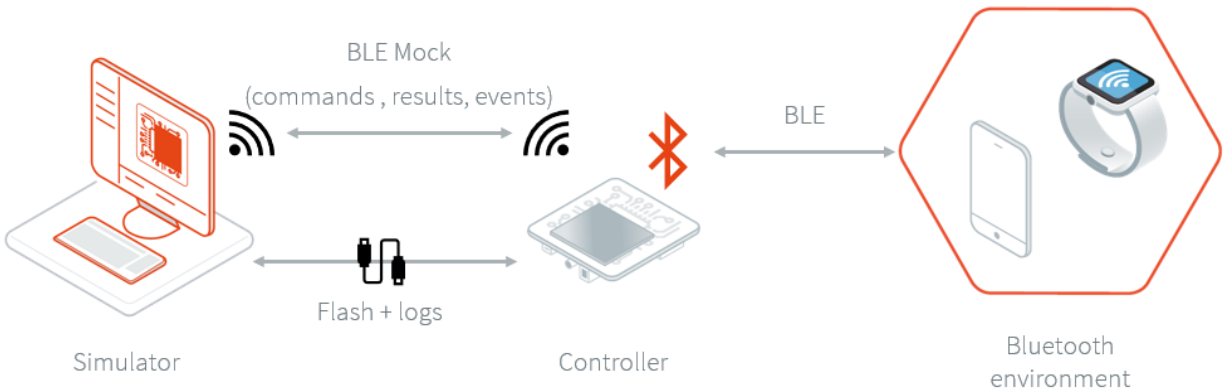 BLE Mock
(commands , results, events)
BLE
Flash + logs
Simulator
Controller
Bluetooth
environment